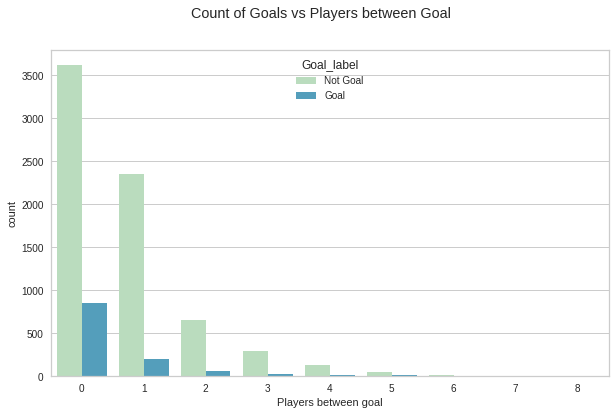 Count of Goals vs Players between Goal
Goal_label
Not Goal
Goal
3500
3000
2500
2000
1500
1000
500
0
count
0 1 2 3 4 5 6 7 8
Players between goal